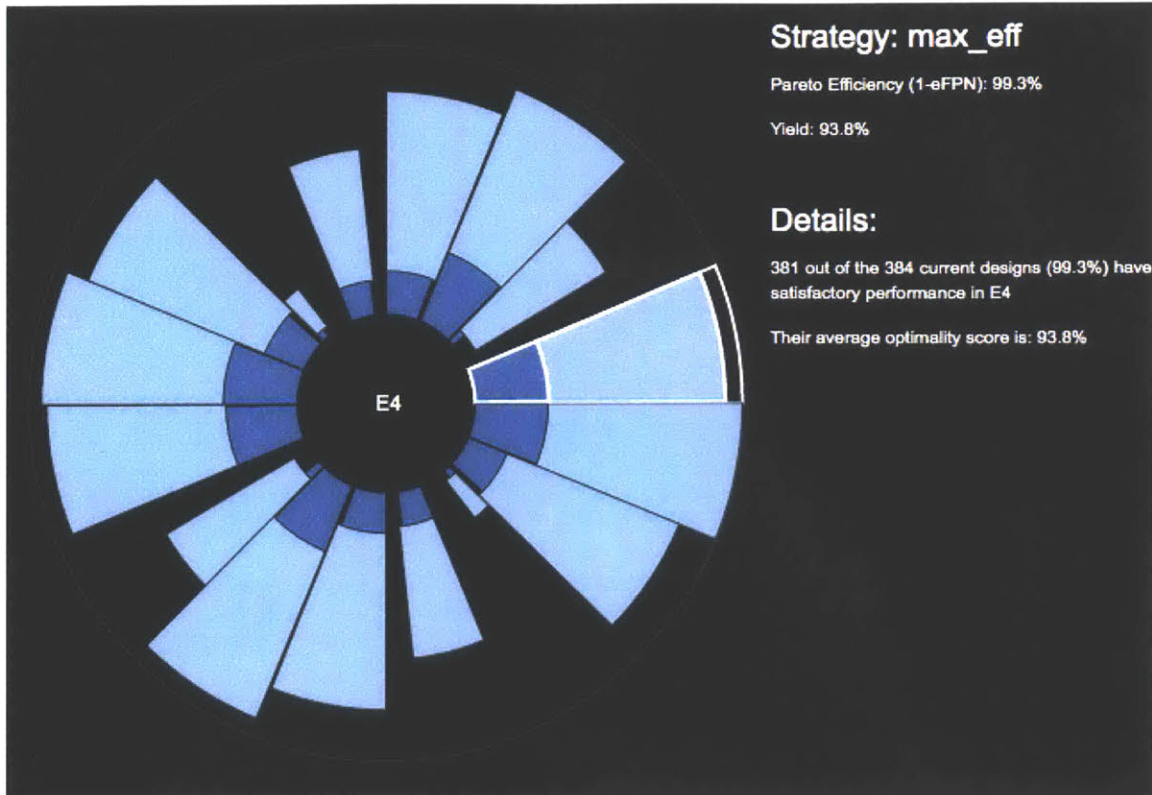 Strategy: max_eff
Pareto Efficiency (1-eFPN): 99.3%
Yield: 93.8%
Details:
381 out of the 384 current designs (99.3%) have
satisfactory performance in E4
Their average optimality score is: 93.8%
E4